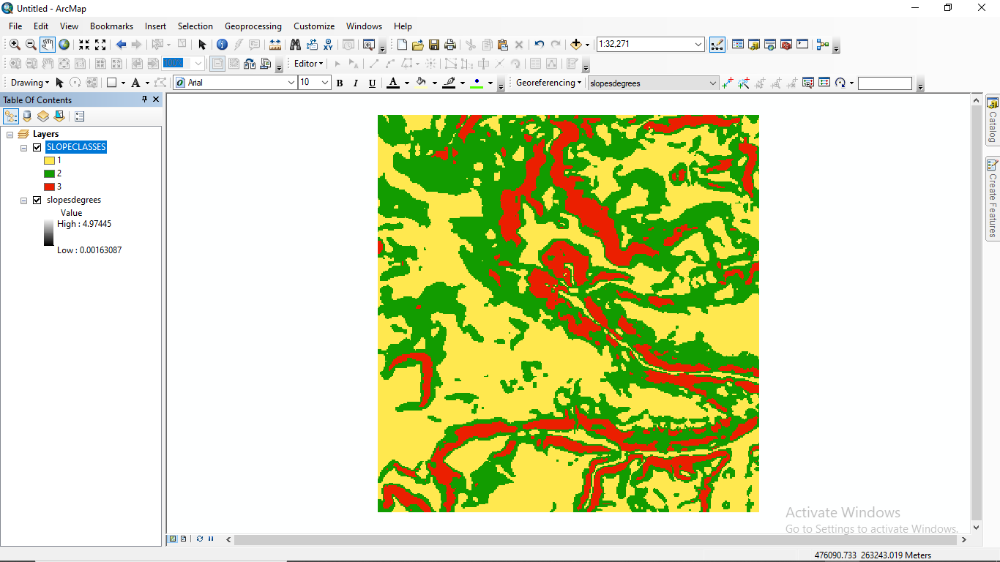 Untitled - ArcMap
File Edit View Bookmarks Insert Selection Geoprocessing Customize Windows Help
1:32,271
100% Editor
Drawing A Arial 10 B I U A Georeferencing slopesdegrees
Table Of Contents
Layers
SLOPECLASSES
1
2
3
slopesdegrees
Value
High : 4.97445
Low : 0.00163087
Catalog
Create Features
Activate Windows
Go to Settings to activate Windows.
476090.733 263243.019 Meters